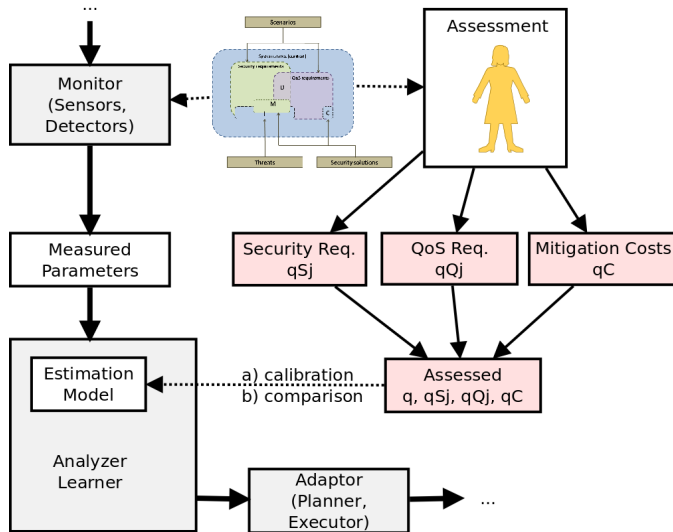 ...
Monitor
(Sensors,
Detectors)
Scenarios
Security requirements
QoS requirements
U
M
C
Threats
Security solutions
Assessment
Measured
Parameters
Security Req.
qSj
QoS Req.
qQj
Mitigation Costs
qC
Estimation
Model
a) calibration
b) comparison
Assessed
q, qSj, qQj, qC
Analyzer
Learner
Adaptor
(Planner,
Executor)
...